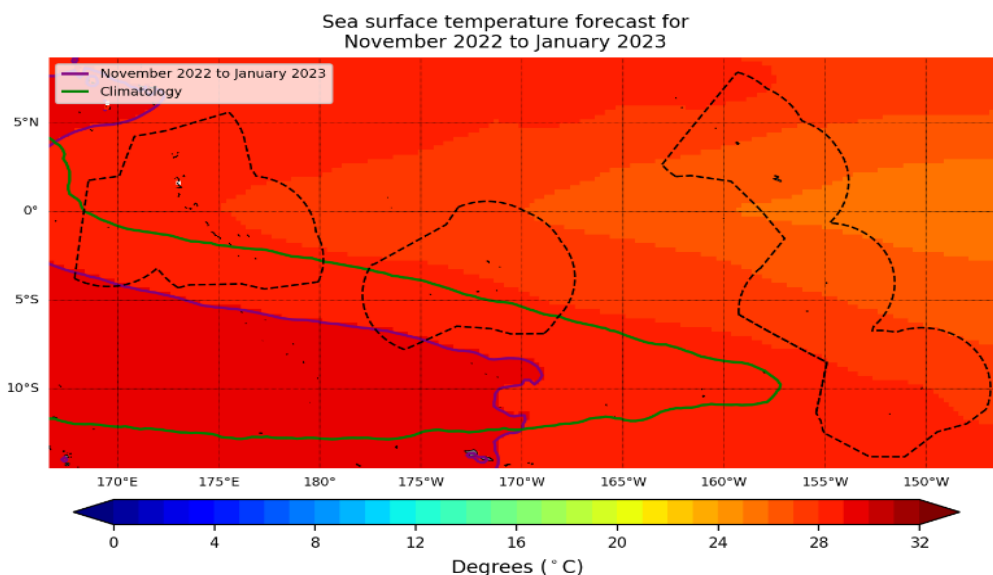 Sea surface temperature forecast for
November 2022 to January 2023
November 2022 to January 2023
Climatology
5°N
0°
5°S
10°S
170°E 175°E 180° 175°W 170°W 165°W 160°W 155°W 150°W
0 4 8 12 16 20 24 28 32
Degrees (°C)